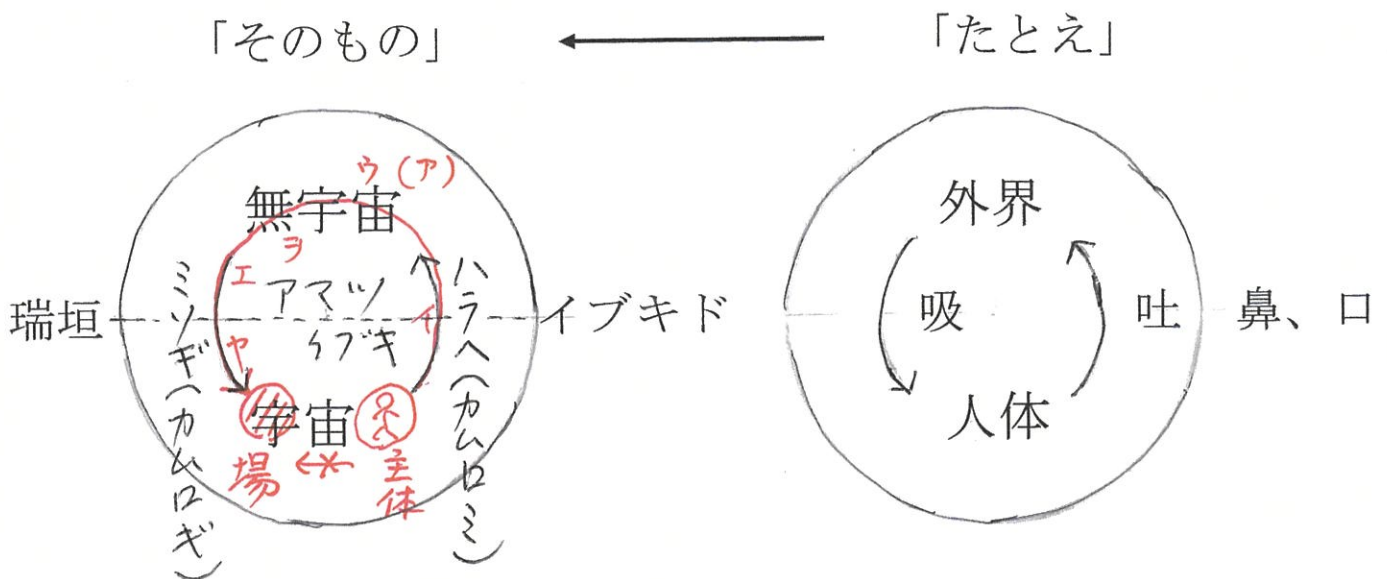 「そのもの」
「たとえ」
ウ(ア)
無宇宙
ヲ
エ
アマツ
イブキ
イ
ヤ
瑞垣
イブキド
ミソギ(カムロギ)
ハラヘ(カムロミ)
宇宙
場
主体
外界
吸
吐
鼻、口
人体